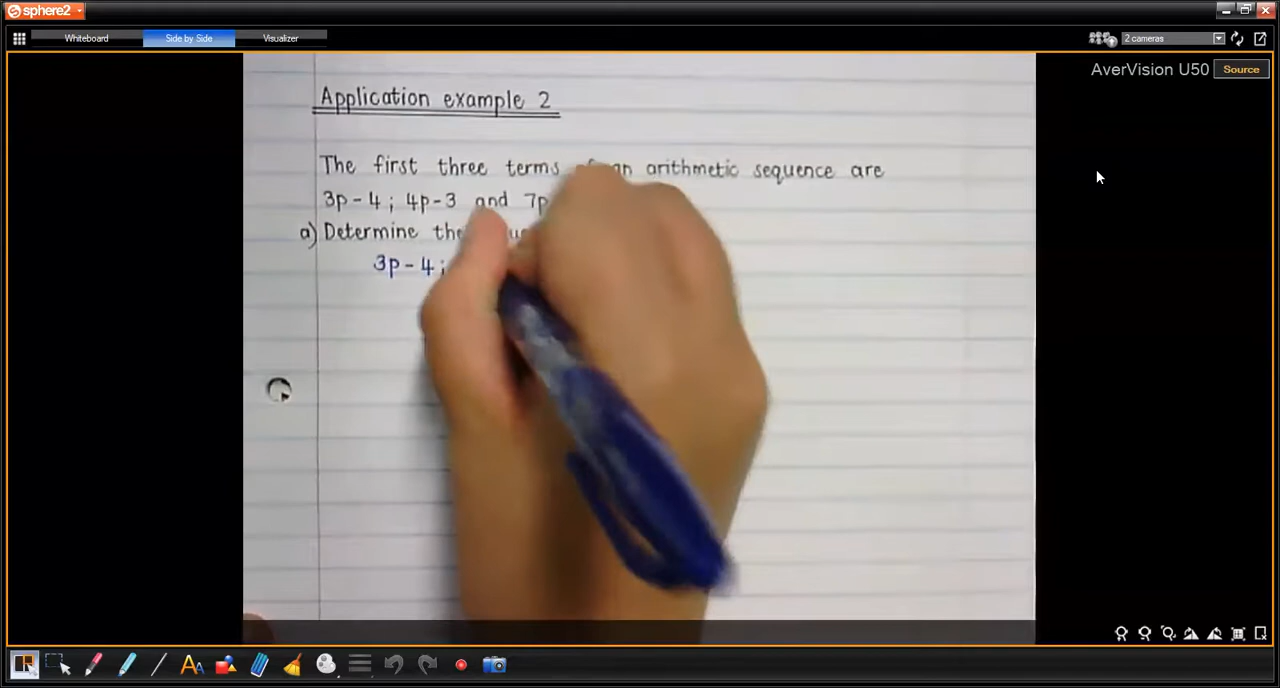 sphere2
Whiteboard Side by Side Visualizer 2 cameras
AverVision U50 Source
Application example 2
The first three terms an arithmetic sequence are
3p - 4 ; 4p - 3 and 7p
a) Determine the
3p - 4 ;